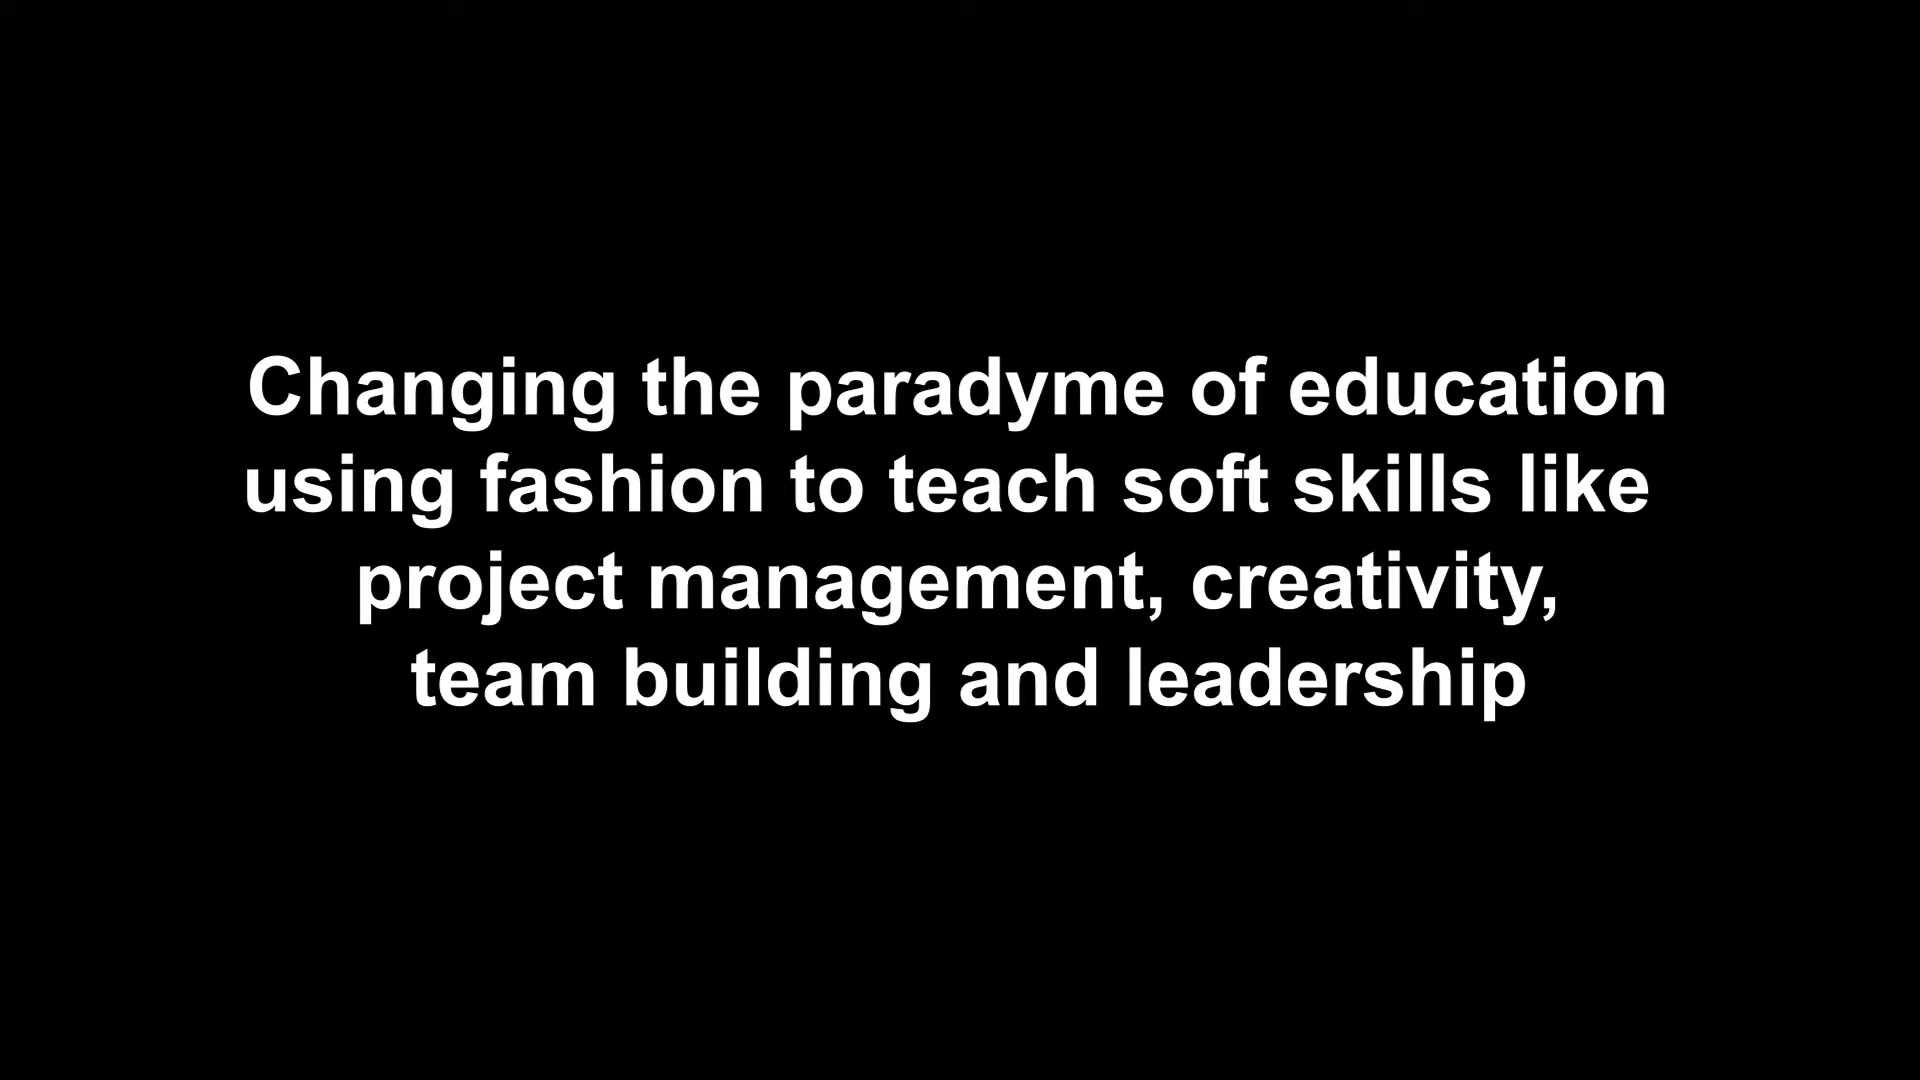 Changing the paradyme of education
using fashion to teach soft skills like
project management, creativity,
team building and leadership